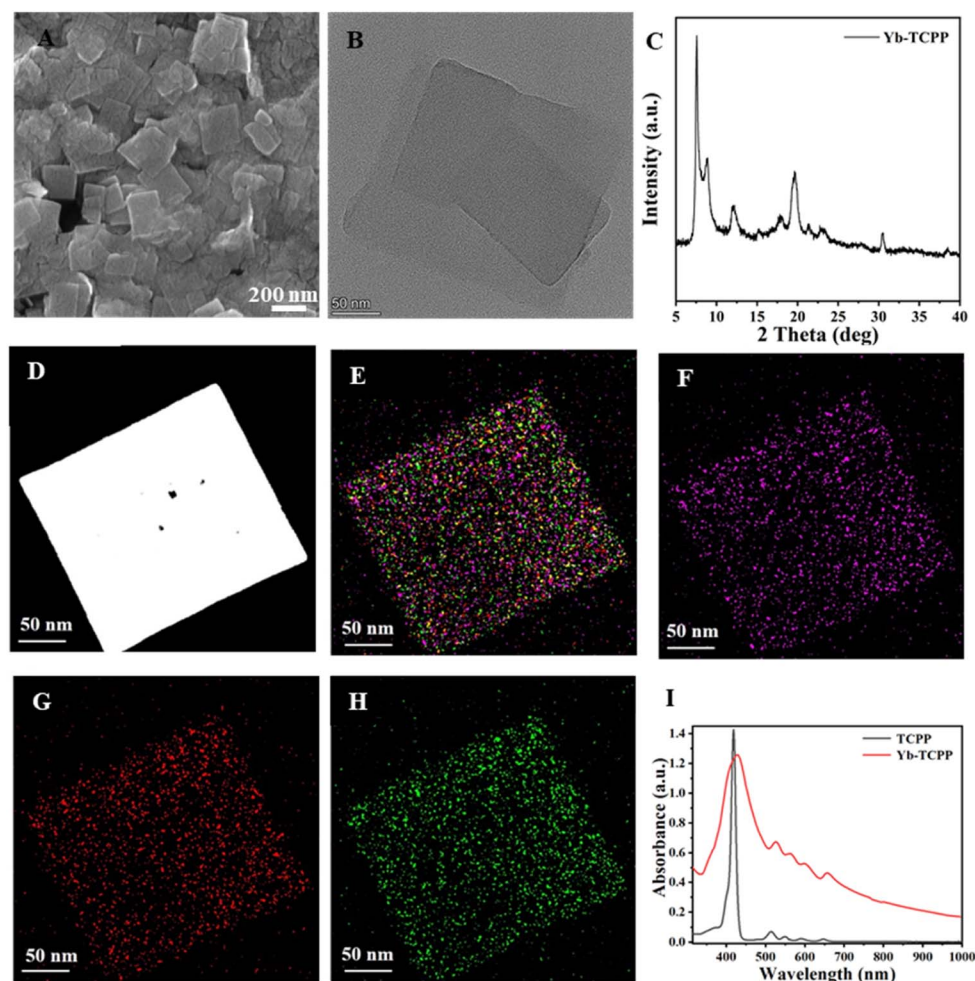 A
200 nm
B
50 nm
C
Yb-TCPP
Intensity (a.u.)
5 10 15 20 25 30 35 40
2 Theta (deg)
D
50 nm
E
50 nm
F
50 nm
G
50 nm
H
50 nm
I
TCPP
Yb-TCPP
Absorbance (a.u.)
1.4
1.2
1.0
0.8
0.6
0.4
0.2
0.0
400 500 600 700 800 900 1000
Wavelength (nm)